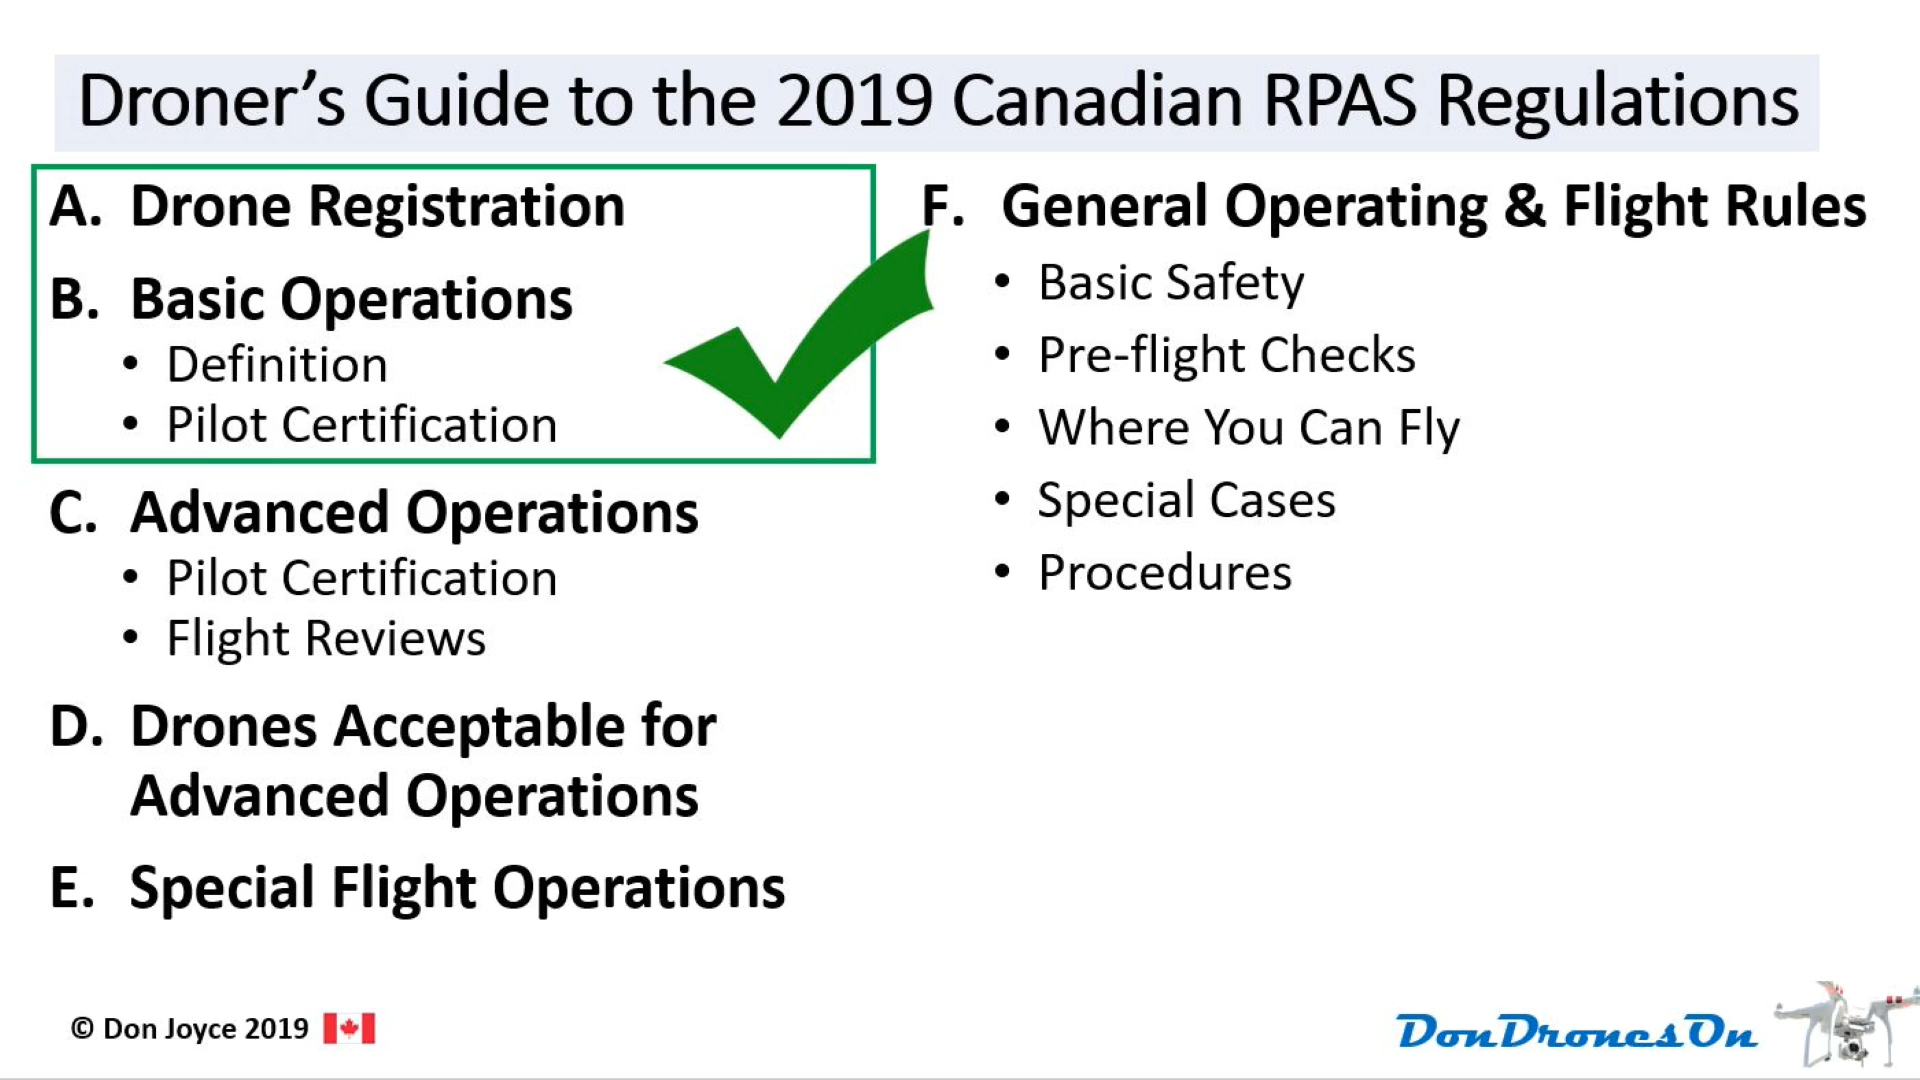 Droner’s Guide to the 2019 Canadian RPAS Regulations
A. Drone Registration
B. Basic Operations
• Definition
• Pilot Certification
C. Advanced Operations
• Pilot Certification
• Flight Reviews
D. Drones Acceptable for
Advanced Operations
E. Special Flight Operations
F. General Operating & Flight Rules
• Basic Safety
• Pre-flight Checks
• Where You Can Fly
• Special Cases
• Procedures
© Don Joyce 2019
DonDronesOn